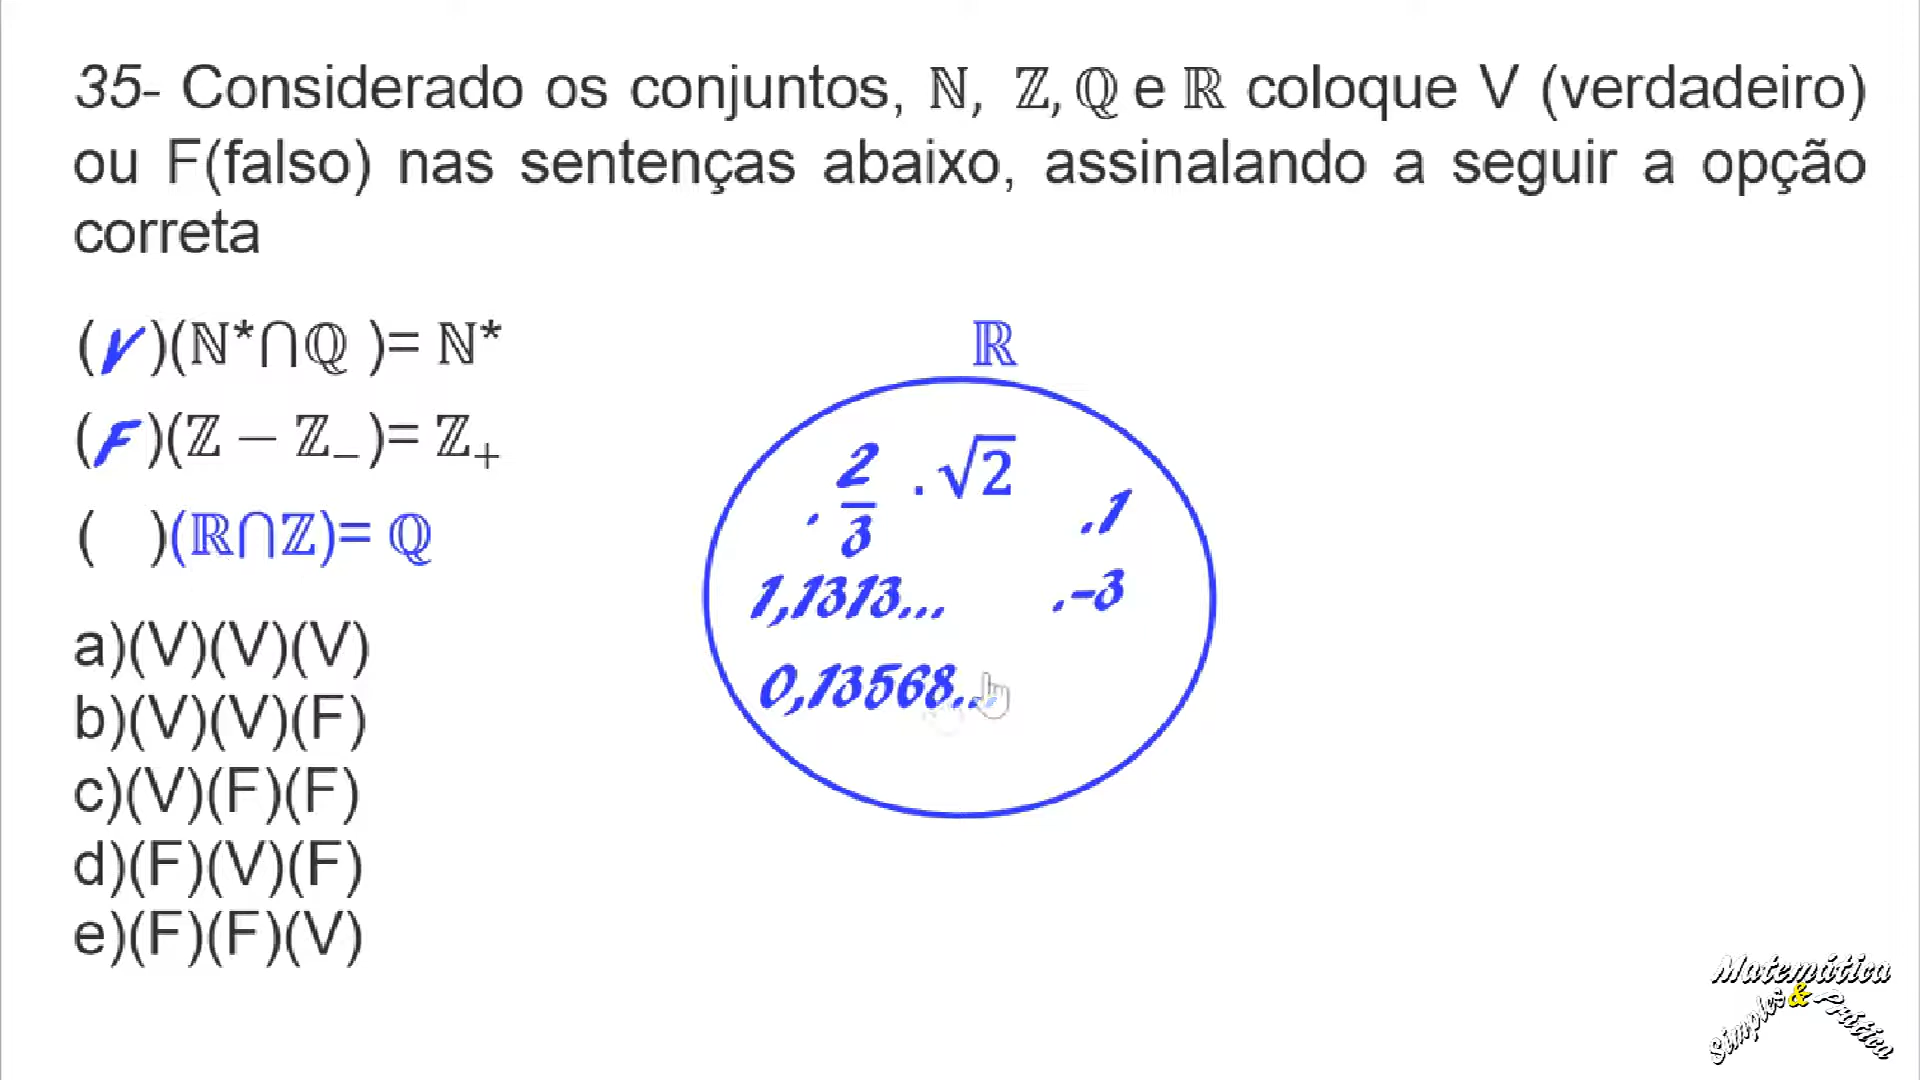 35- Considerado os conjuntos, ℕ, ℤ, ℚ e ℝ coloque V (verdadeiro)
ou F(falso) nas sentenças abaixo, assinalando a seguir a opção
correta
(V)(ℕ*∩ℚ )= ℕ*
(F)(ℤ − ℤ₋)= ℤ₊
( )(ℝ∩ℤ)= ℚ
a)(V)(V)(V)
b)(V)(V)(F)
c)(V)(F)(F)
d)(F)(V)(F)
e)(F)(F)(V)
ℝ
. 2/3 . √2
.1
1,1313... .-3
0,13568...
Matemática
Simples & Prática